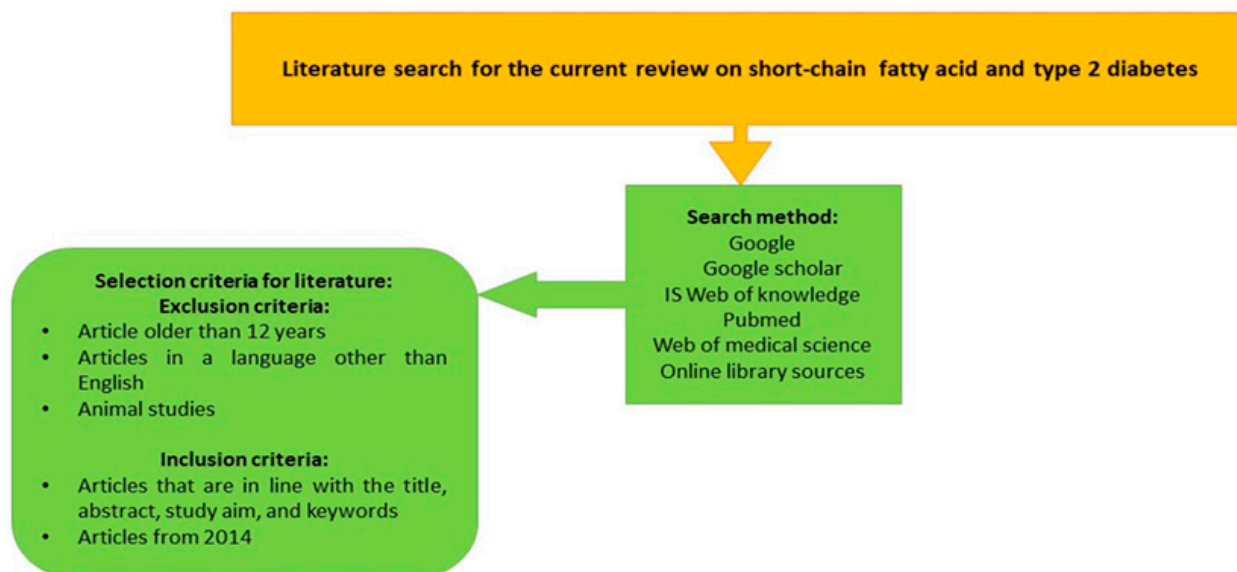 Literature search for the current review on short-chain fatty acid and type 2 diabetes
Search method:
Google
Google scholar
IS Web of knowledge
Pubmed
Web of medical science
Online library sources
Selection criteria for literature:
Exclusion criteria:
• Article older than 12 years
• Articles in a language other than
English
• Animal studies
Inclusion criteria:
• Articles that are in line with the title,
abstract, study aim, and keywords
• Articles from 2014